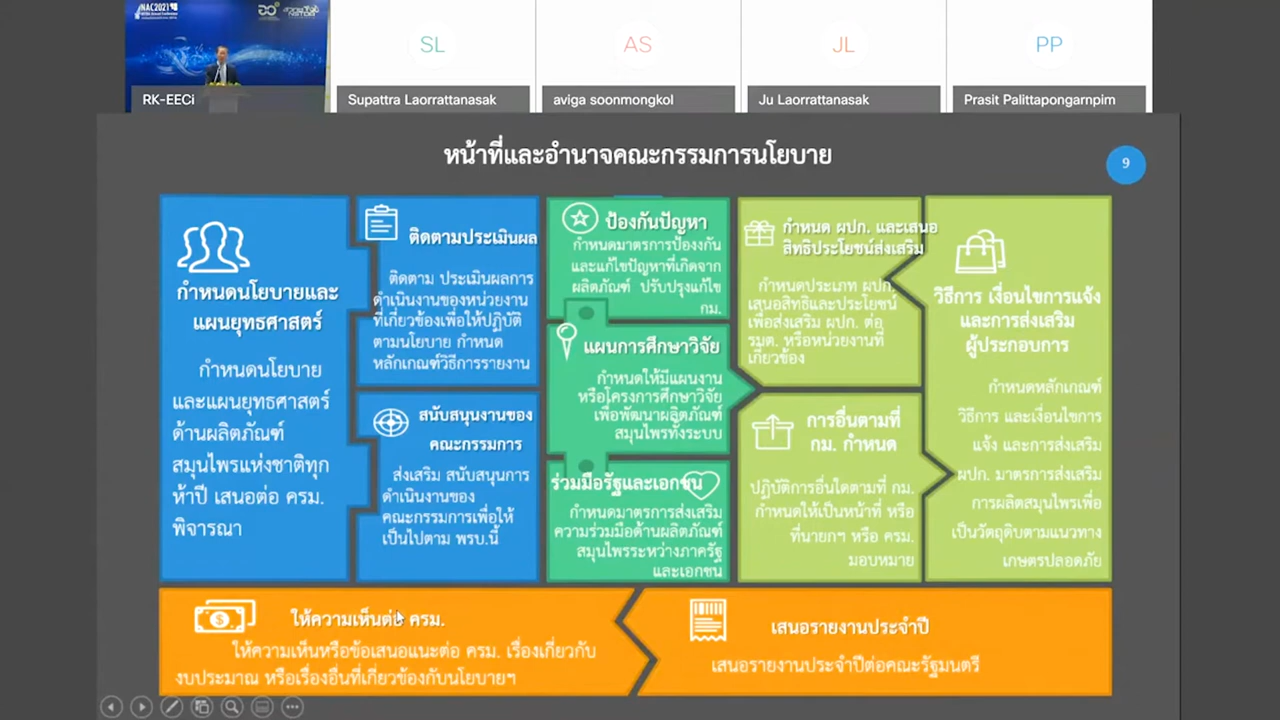 NAC2021
RK-EECi
SL
Supattra Laorrattanasak
AS
aviga soonmongkol
JL
Ju Laorrattanasak
PP
Prasit Palittapongarnpim
หน้าที่และอำนาจคณะกรรมการนโยบาย
9
กำหนดนโยบายและ
แผนยุทธศาสตร์
กำหนดนโยบาย
และแผนยุทธศาสตร์
ด้านผลิตภัณฑ์
สมุนไพรแห่งชาติทุก
ห้าปี เสนอต่อ ครม.
พิจารณา
ติดตามประเมินผล
ติดตาม ประเมินผลการ
ดำเนินงานของหน่วยงาน
ที่เกี่ยวข้องเพื่อให้ปฏิบัติ
ตามนโยบาย กำหนด
หลักเกณฑ์วิธีการรายงาน
สนับสนุนงานของ
คณะกรรมการ
ส่งเสริม สนับสนุนการ
ดำเนินงานของ
คณะกรรมการเพื่อให้
เป็นไปตาม พรบ.นี้
ป้องกันปัญหา
กำหนดมาตรการป้องงกัน
และแก้ไขปัญหาที่เกิดจาก
ผลิตภัณฑ์ ปรับปรุงแก้ไข
กม.
แผนการศึกษาวิจัย
กำหนดให้มีแผนงาน
หรือโครงการศึกษาวิจัย
เพื่อพัฒนาผลิตภัณฑ์
สมุนไพรทั้งระบบ
ร่วมมือรัฐและเอกชน
กำหนดมาตรการส่งเสริม
ความร่วมมือด้านผลิตภัณฑ์
สมุนไพรระหว่างภาครัฐ
และเอกชน
กำหนด ผปก. และเสนอ
สิทธิประโยชน์ส่งเสริม
กำหนดประเภท ผปก.
เสนอสิทธิและประโยชน์
เพื่อส่งเสริม ผปก. ต่อ
รมต. หรือหน่วยงานที่
เกี่ยวข้อง
การอื่นตามที่
กม. กำหนด
ปฏิบัติการอื่นใดตามที่ กม.
กำหนดให้เป็นหน้าที่ หรือ
ที่นายกฯ หรือ ครม.
มอบหมาย
วิธีการ เงื่อนไขการแจ้ง
และการส่งเสริม
ผู้ประกอบการ
กำหนดหลักเกณฑ์
วิธีการ และเงื่อนไขการ
แจ้ง และการส่งเสริม
ผปก. มาตรการส่งเสริม
การผลิตสมุนไพรเพื่อ
เป็นวัตถุดิบตามแนวทาง
เกษตรปลอดภัย
ให้ความเห็นต่อ ครม.
ให้ความเห็นหรือข้อเสนอแนะต่อ ครม. เรื่องเกี่ยวกับ
งบประมาณ หรือเรื่องอื่นที่เกี่ยวข้องกับนโยบายฯ
เสนอรายงานประจำปี
เสนอรายงานประจำปีต่อคณะรัฐมนตรี